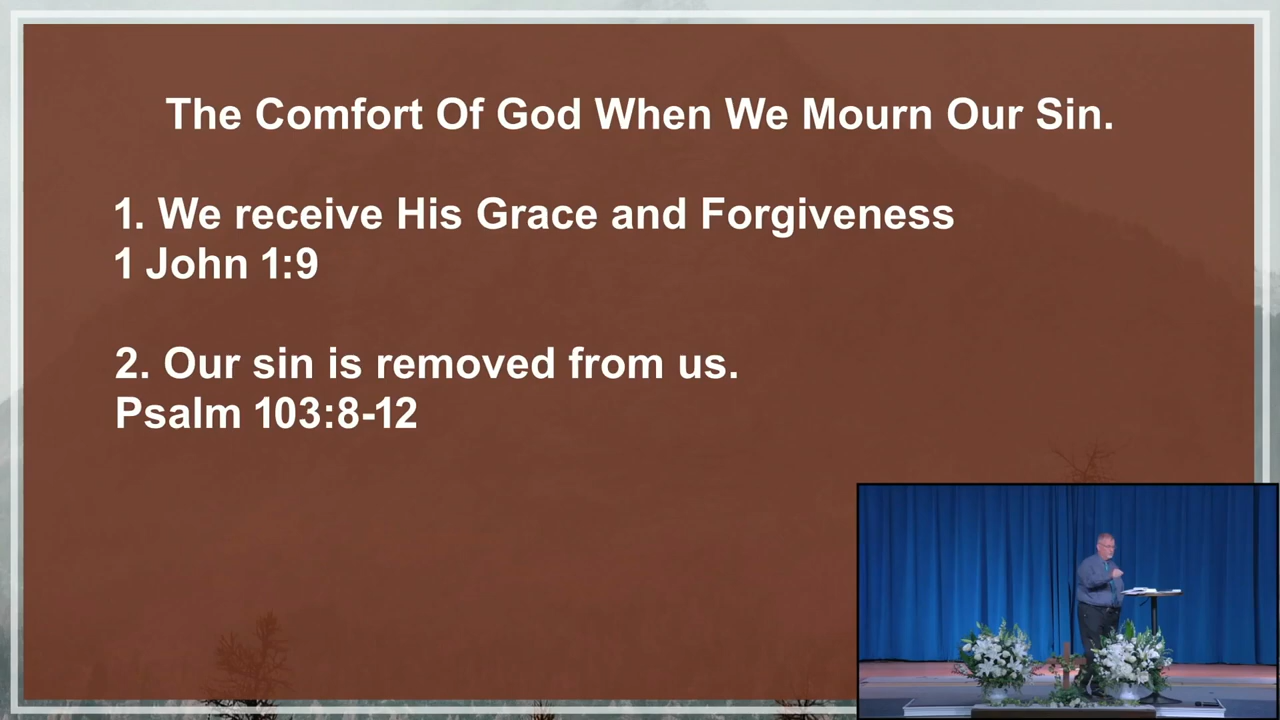 The Comfort Of God When We Mourn Our Sin.
1. We receive His Grace and Forgiveness
1 John 1:9
2. Our sin is removed from us.
Psalm 103:8-12